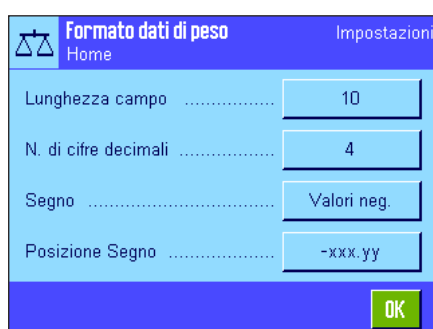 Formato dati di peso Impostazioni
Home
Lunghezza campo ................. 10
N. di cifre decimali .................. 4
Segno ................................... Valori neg.
Posizione Segno .................... -xxx.yy
OK